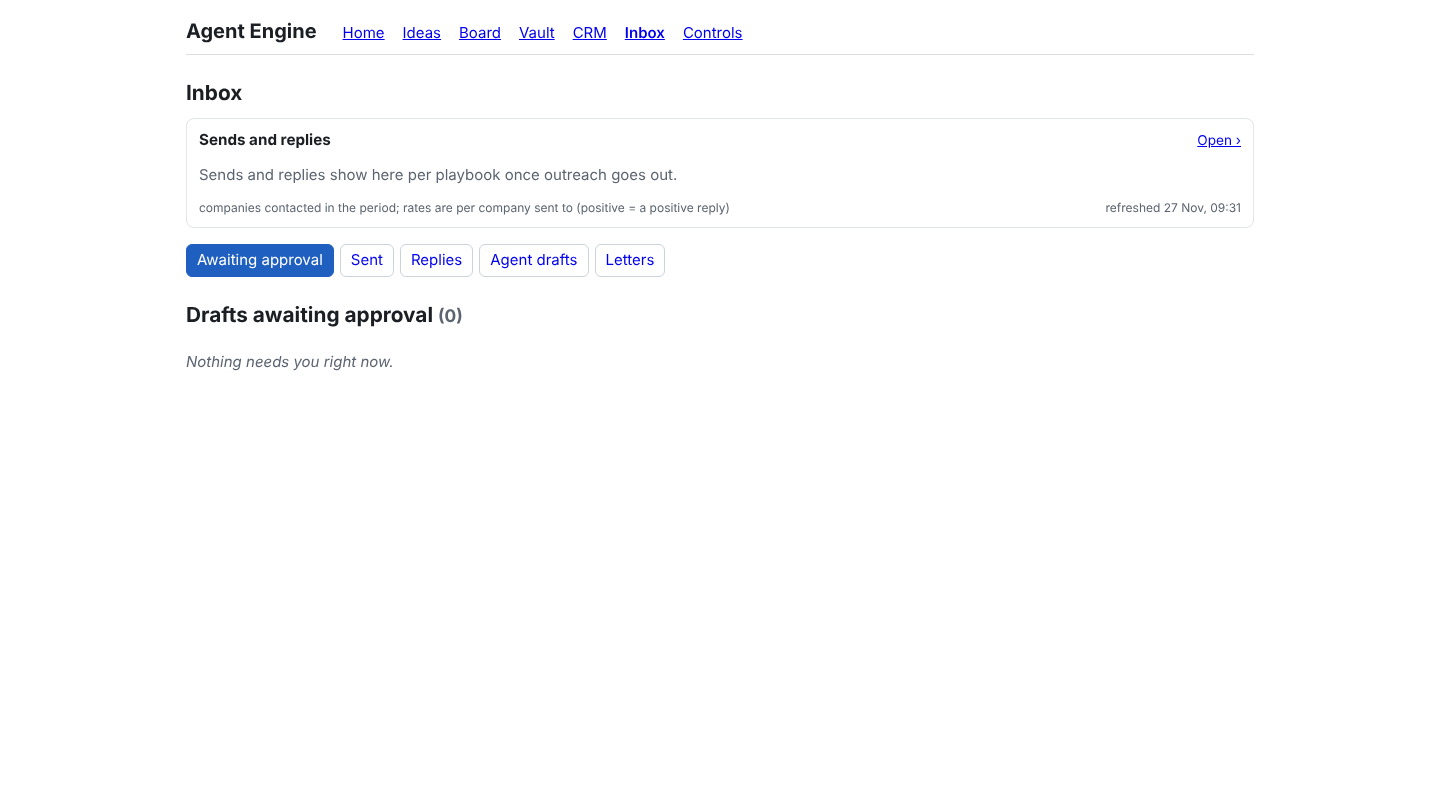 Agent Engine Home Ideas Board Vault CRM Inbox Controls
Inbox
Sends and replies Open ›
Sends and replies show here per playbook once outreach goes out.
companies contacted in the period; rates are per company sent to (positive = a positive reply) refreshed 27 Nov, 09:31
Awaiting approval Sent Replies Agent drafts Letters
Drafts awaiting approval (0)
Nothing needs you right now.